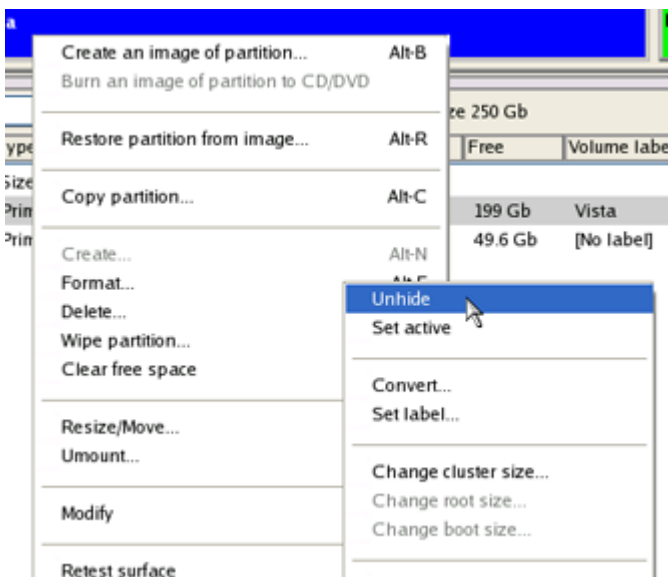 a
Create an image of partition... Alt-B
Burn an image of partition to CD/DVD
ze 250 Gb
Restore partition from image... Alt-R
ype Free Volume labe
Size
Copy partition... Alt-C
Prim 199 Gb Vista
Prim 49.6 Gb [No label]
Create... Alt-N
Format... Alt-F
Delete...
Wipe partition...
Clear free space
Resize/Move...
Umount...
Modify
Retest surface
Unhide
Set active
Convert...
Set label...
Change cluster size...
Change root size...
Change boot size...